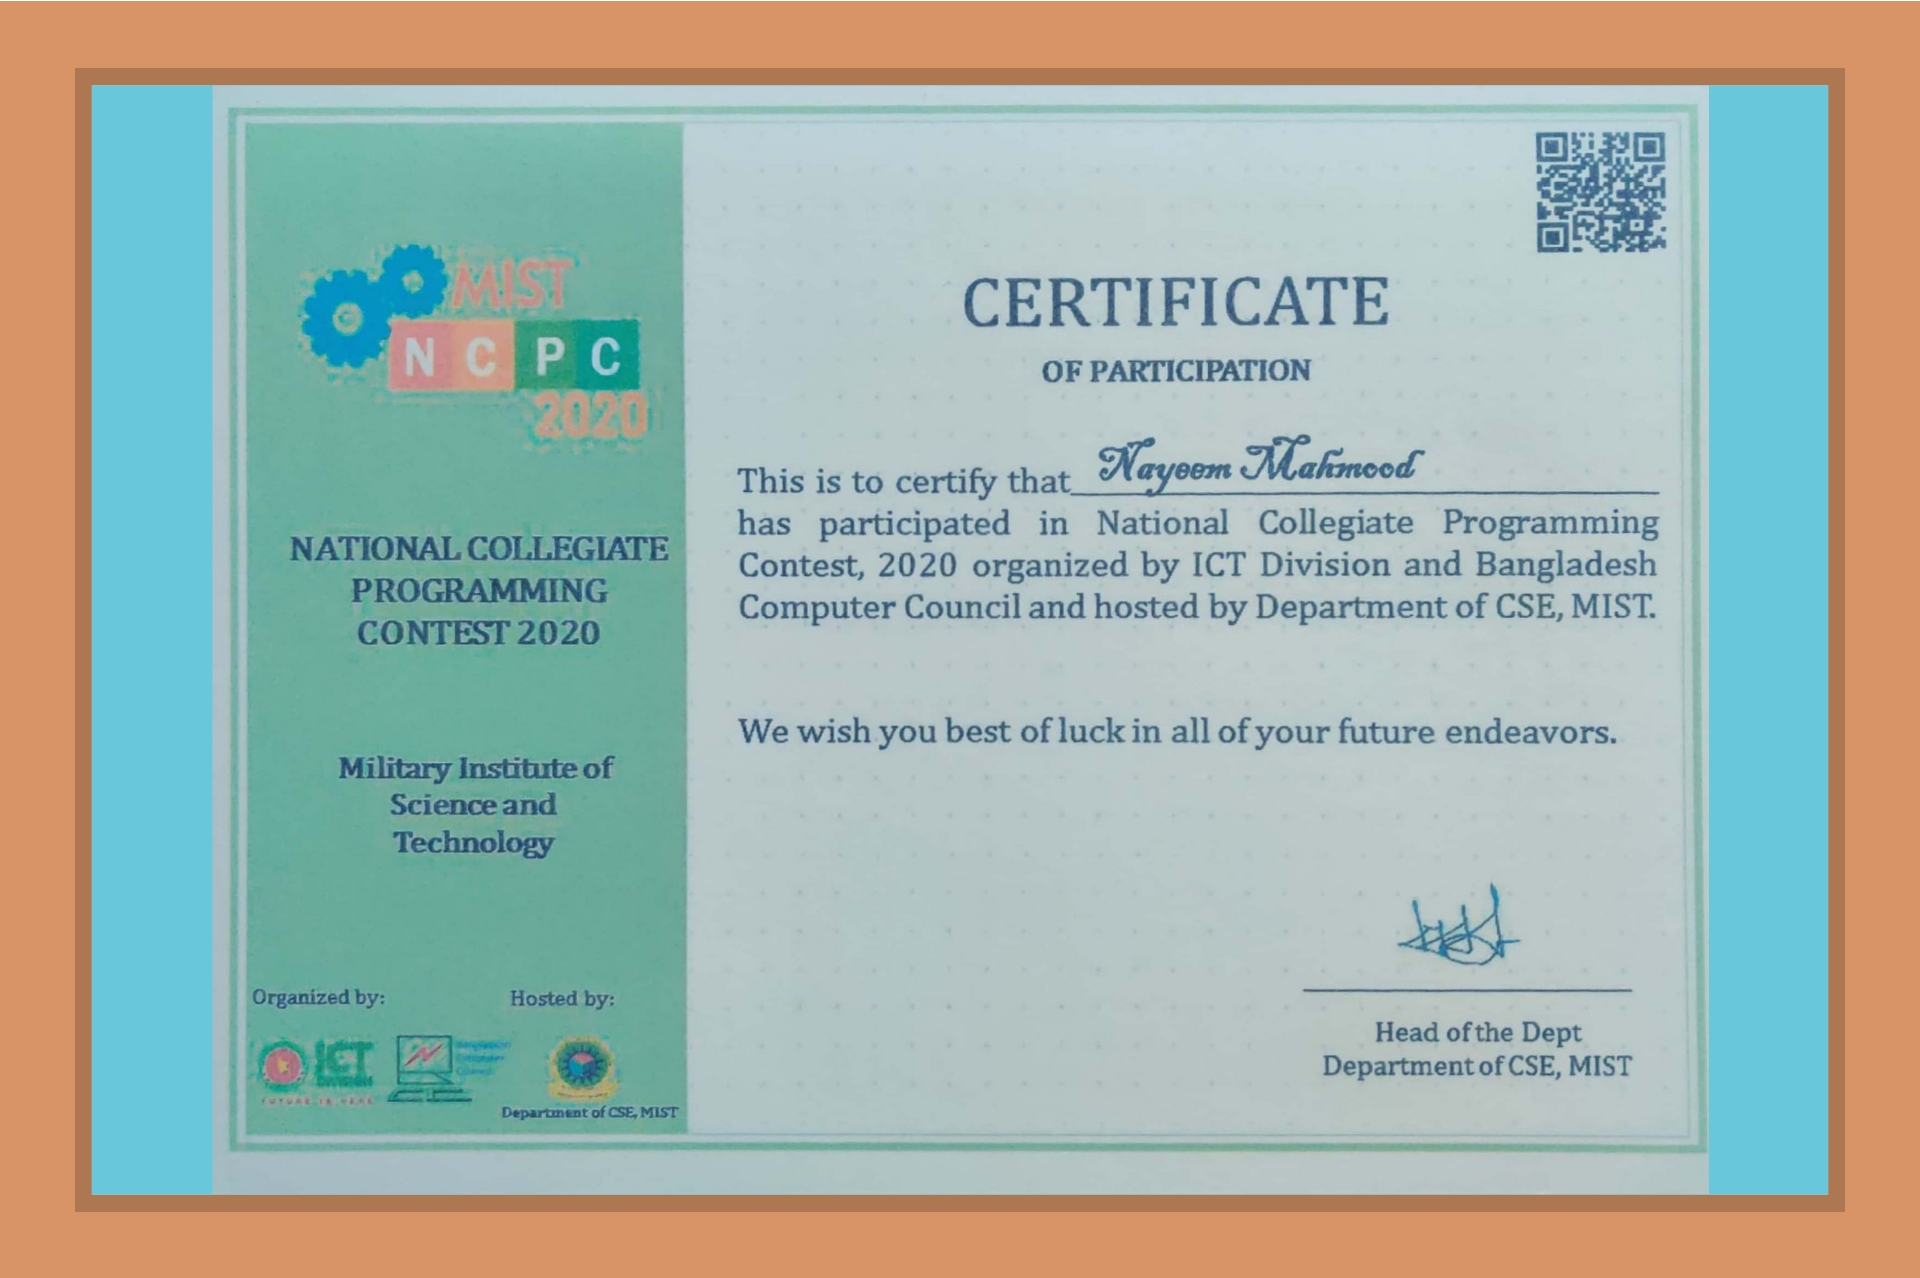 MIST
NCPC
2020
NATIONAL COLLEGIATE
PROGRAMMING
CONTEST 2020
Military Institute of
Science and
Technology
Organized by:
Hosted by:
ICT
DIVISION
FUTURE IS HERE
Bangladesh
Computer
Council
Department of CSE, MIST
CERTIFICATE
OF PARTICIPATION
This is to certify that Nayeem Mahmood
has participated in National Collegiate Programming
Contest, 2020 organized by ICT Division and Bangladesh
Computer Council and hosted by Department of CSE, MIST.
We wish you best of luck in all of your future endeavors.
Head of the Dept
Department of CSE, MIST